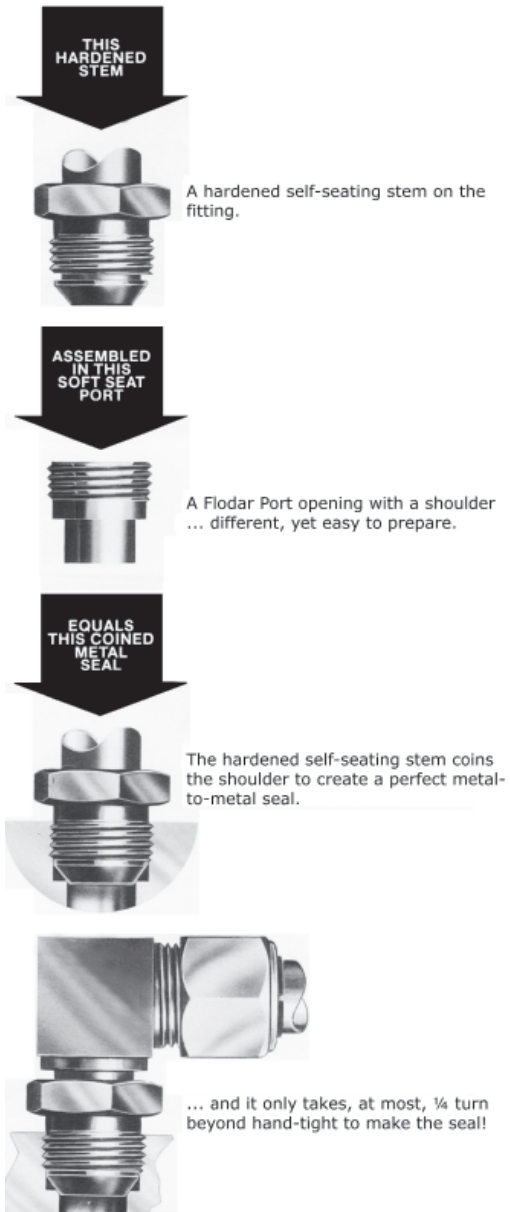 THIS
HARDENED
STEM
A hardened self-seating stem on the
fitting.
ASSEMBLED
IN THIS
SOFT SEAT
PORT
A Flodar Port opening with a shoulder
... different, yet easy to prepare.
EQUALS
THIS COINED
METAL
SEAL
The hardened self-seating stem coins
the shoulder to create a perfect metal-
to-metal seal.
... and it only takes, at most, ¼ turn
beyond hand-tight to make the seal!